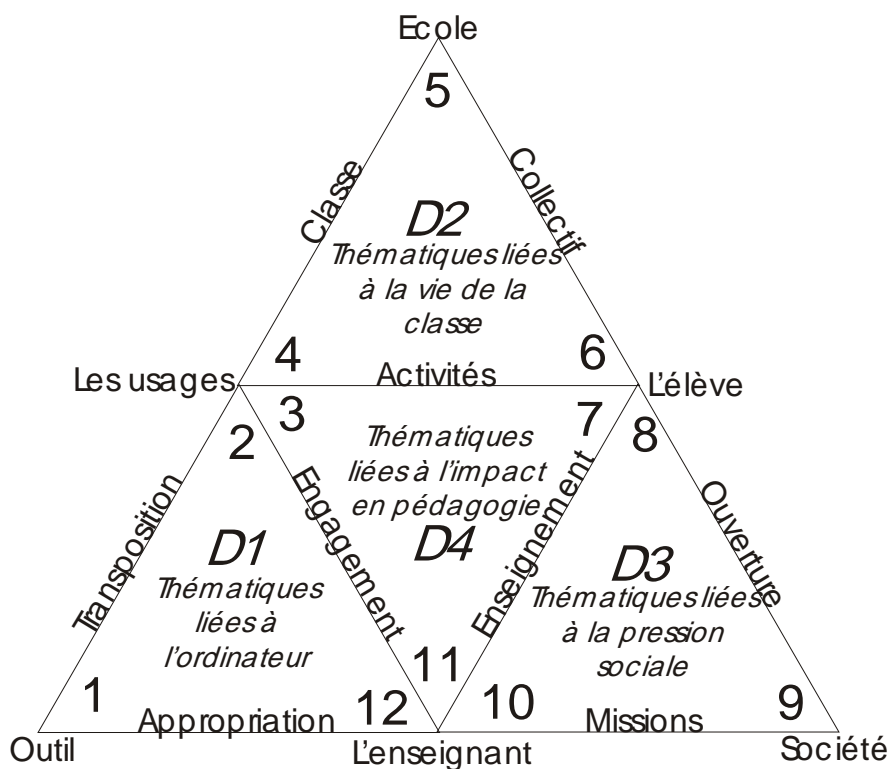 Ecole
5
Classe
Collectif
D2
Thématiques liées
à la vie de la
classe
4
6
Les usages
Activités
L'élève
3
7
2
8
Thématiques
liées à l'impact
en pédagogie
D4
Transposition
Engagement
Enseignement
Ouverture
D1
Thématiques
liées à
l'ordinateur
D3
Thématiques liées
à la pression
sociale
1
12
11
10
9
Appropriation
Missions
Outil
L'enseignant
Société